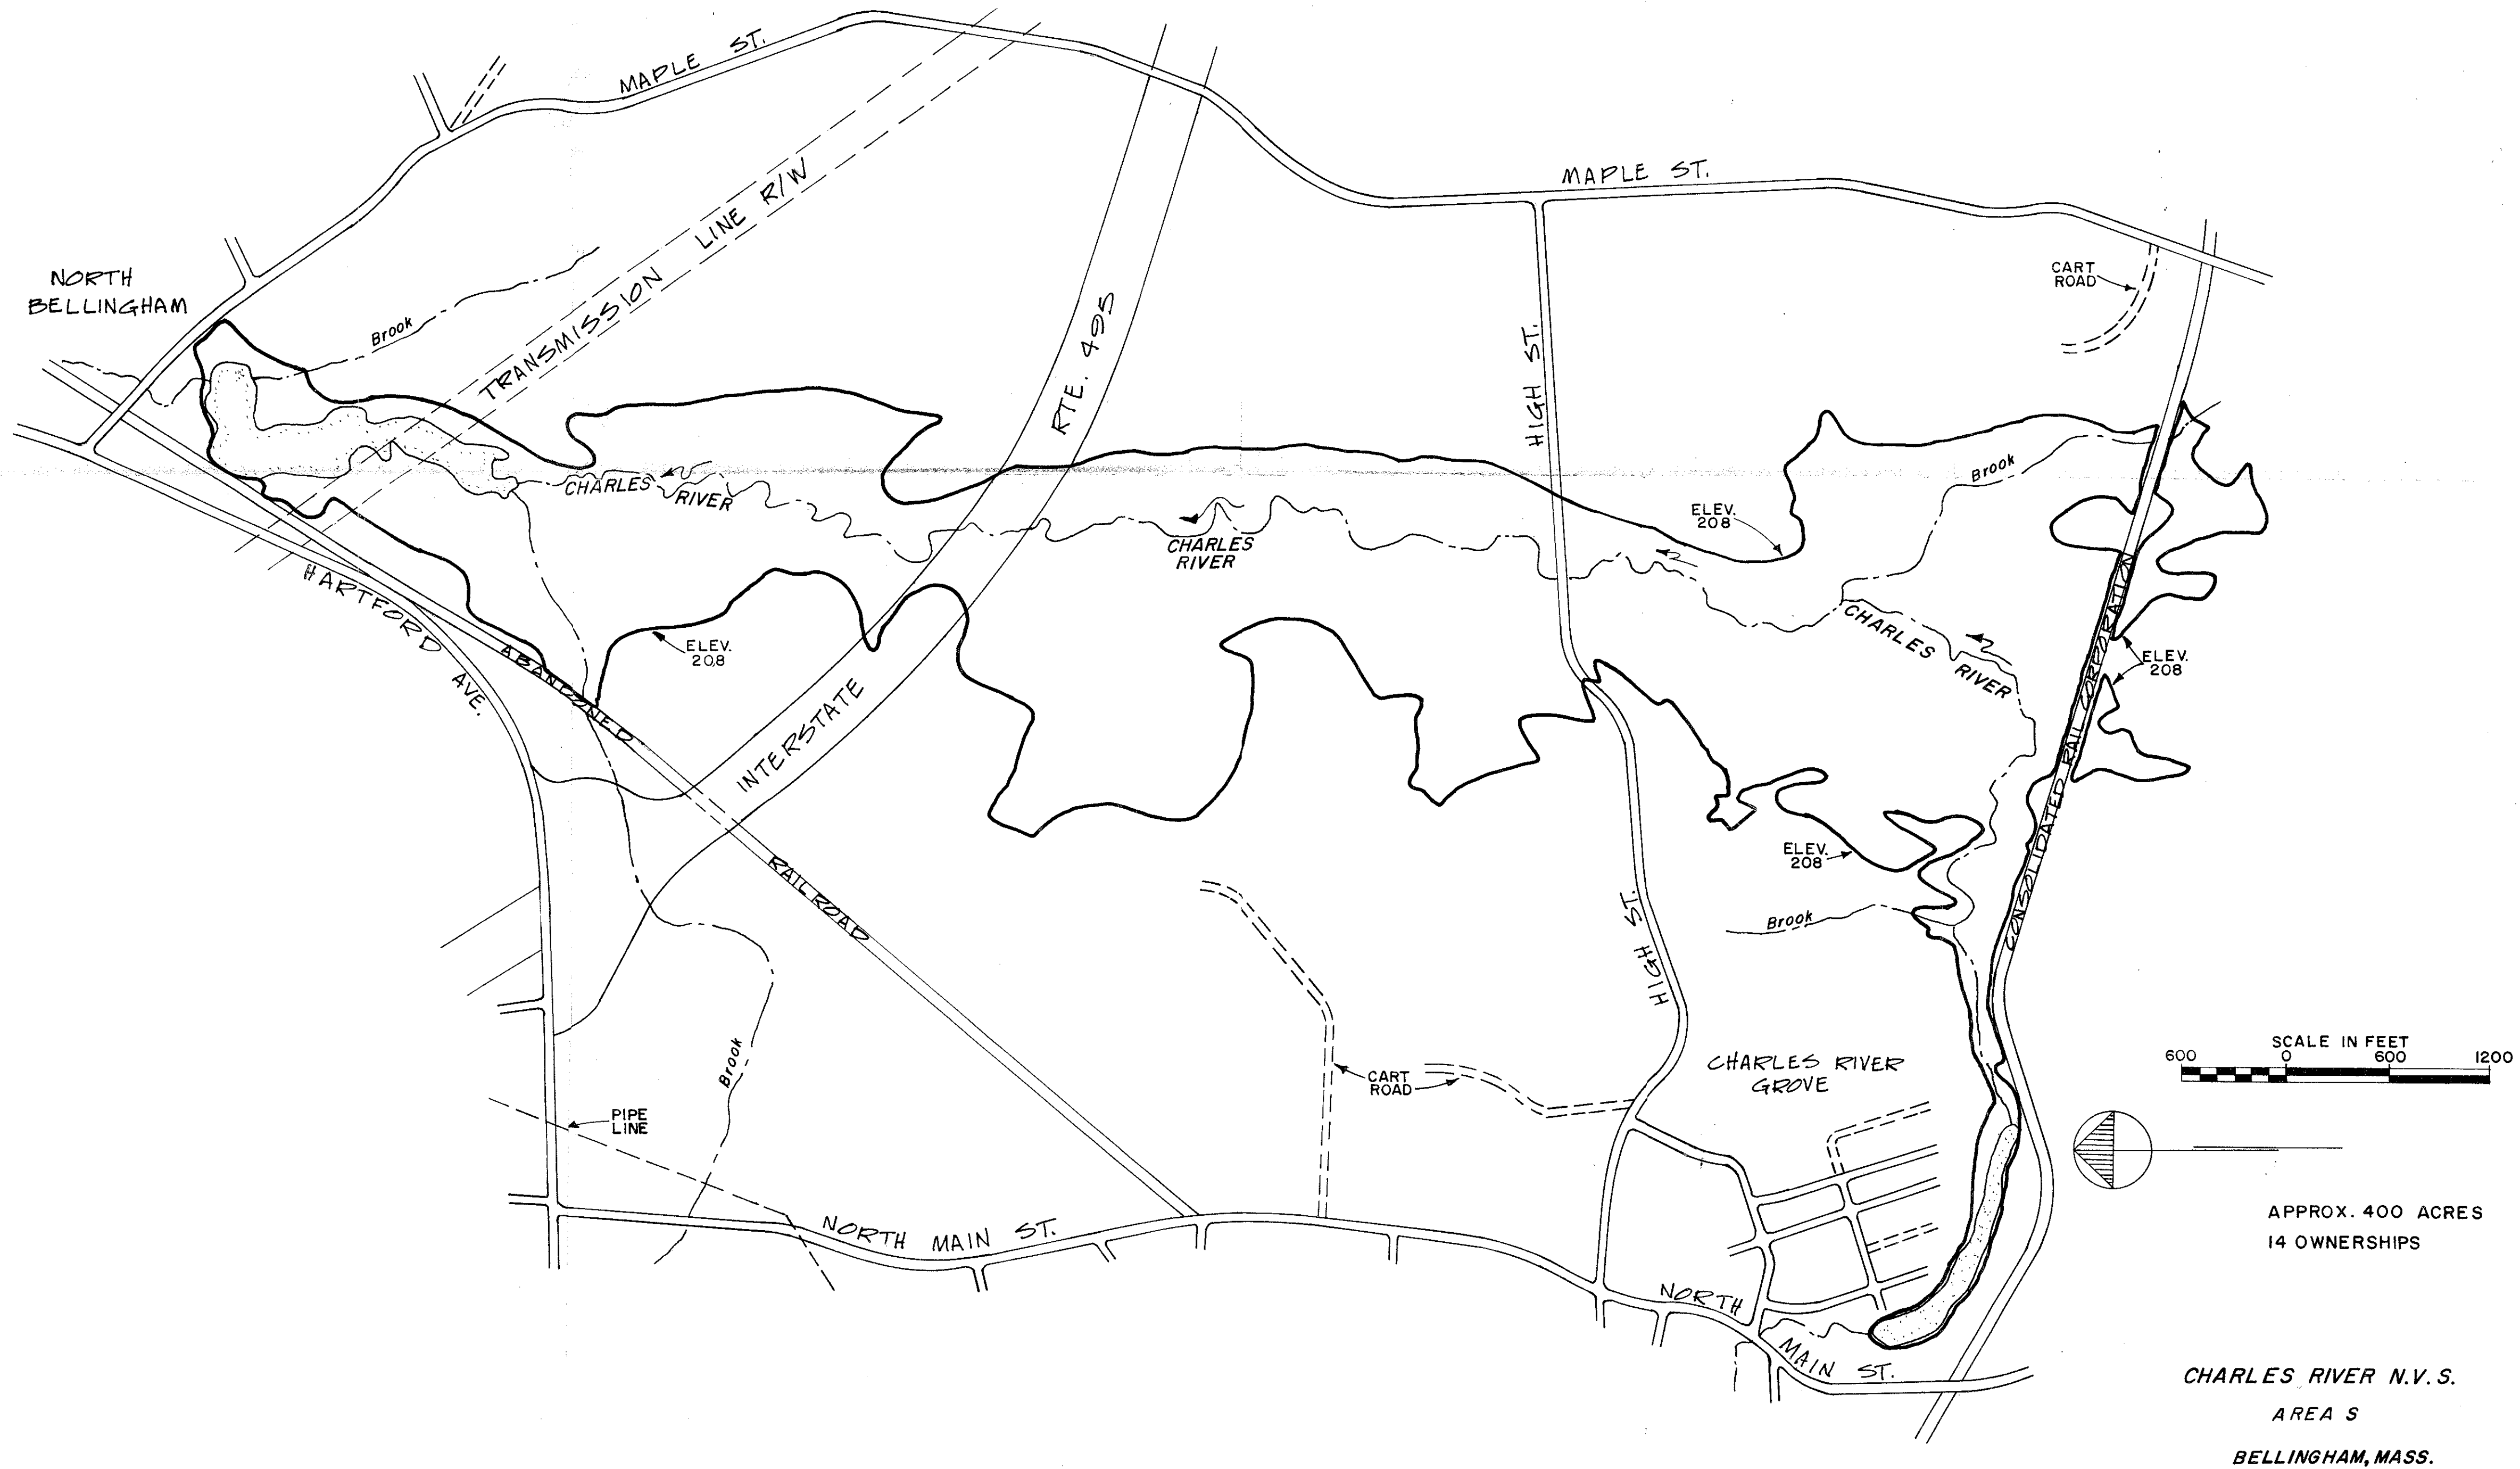 MAPLE ST.
MAPLE ST.
NORTH
BELLINGHAM
Brook
TRANSMISSION LINE R/W
RTE. 495
HIGH ST.
CART
ROAD
Brook
CHARLES
RIVER
CHARLES
RIVER
ELEV.
208
CHARLES
RIVER
HARTFORD
AVE.
ELEV.
208
ELEV.
208
ABANDONED
RAILROAD
INTERSTATE
CONSOLIDATED RAIL CORPORATION
ELEV.
208
Brook
HIGH ST.
CART
ROAD
CHARLES RIVER
GROVE
Brook
PIPE
LINE
NORTH MAIN ST.
NORTH
MAIN ST.
SCALE IN FEET
600 0 600 1200
APPROX. 400 ACRES
14 OWNERSHIPS
CHARLES RIVER N.V.S.
AREA S
BELLINGHAM, MASS.